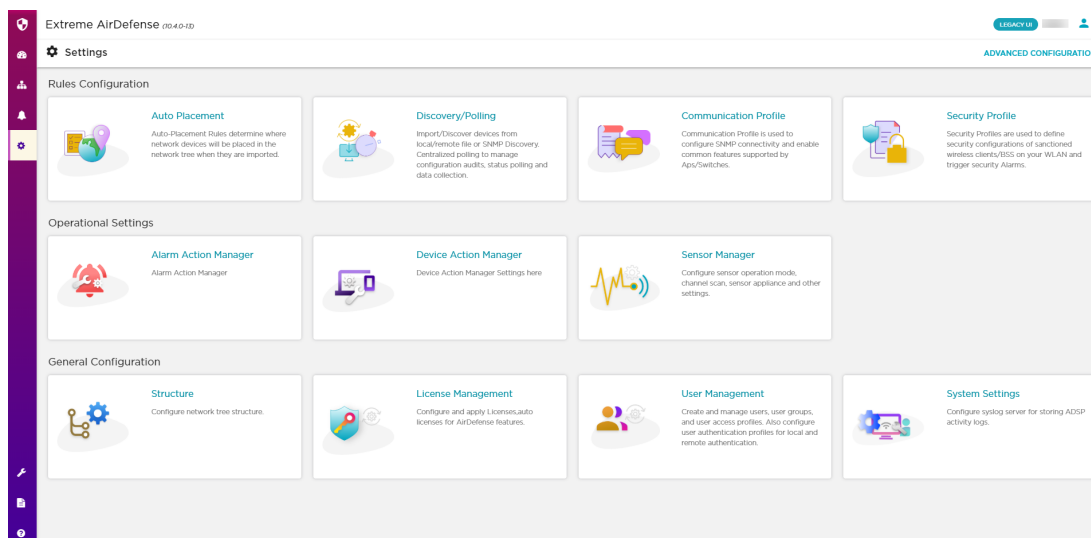 Extreme AirDefense (10.4.0-13)
LEGACY UI
Settings
ADVANCED CONFIGURATIO
Rules Configuration
Auto Placement
Auto-Placement Rules determine where
network devices will be placed in the
network tree when they are imported.
Discovery/Polling
Import/Discover devices from
local/remote file or SNMP Discovery.
Centralized polling to manage
configuration audits, status polling and
data collection.
Communication Profile
Communication Profile is used to
configure SNMP connectivity and enable
common features supported by
Aps/Switches.
Security Profile
Security Profiles are used to define
security configurations of sanctioned
wireless clients/BSS on your WLAN and
trigger security Alarms.
Operational Settings
Alarm Action Manager
Alarm Action Manager
Device Action Manager
Device Action Manager Settings here
Sensor Manager
Configure sensor operation mode,
channel scan, sensor appliance and other
settings.
General Configuration
Structure
Configure network tree structure.
License Management
Configure and apply Licenses,auto
licenses for AirDefense features.
User Management
Create and manage users, user groups,
and user access profiles. Also configure
user authentication profiles for local and
remote authentication.
System Settings
Configure syslog server for storing ADSP
activity logs.